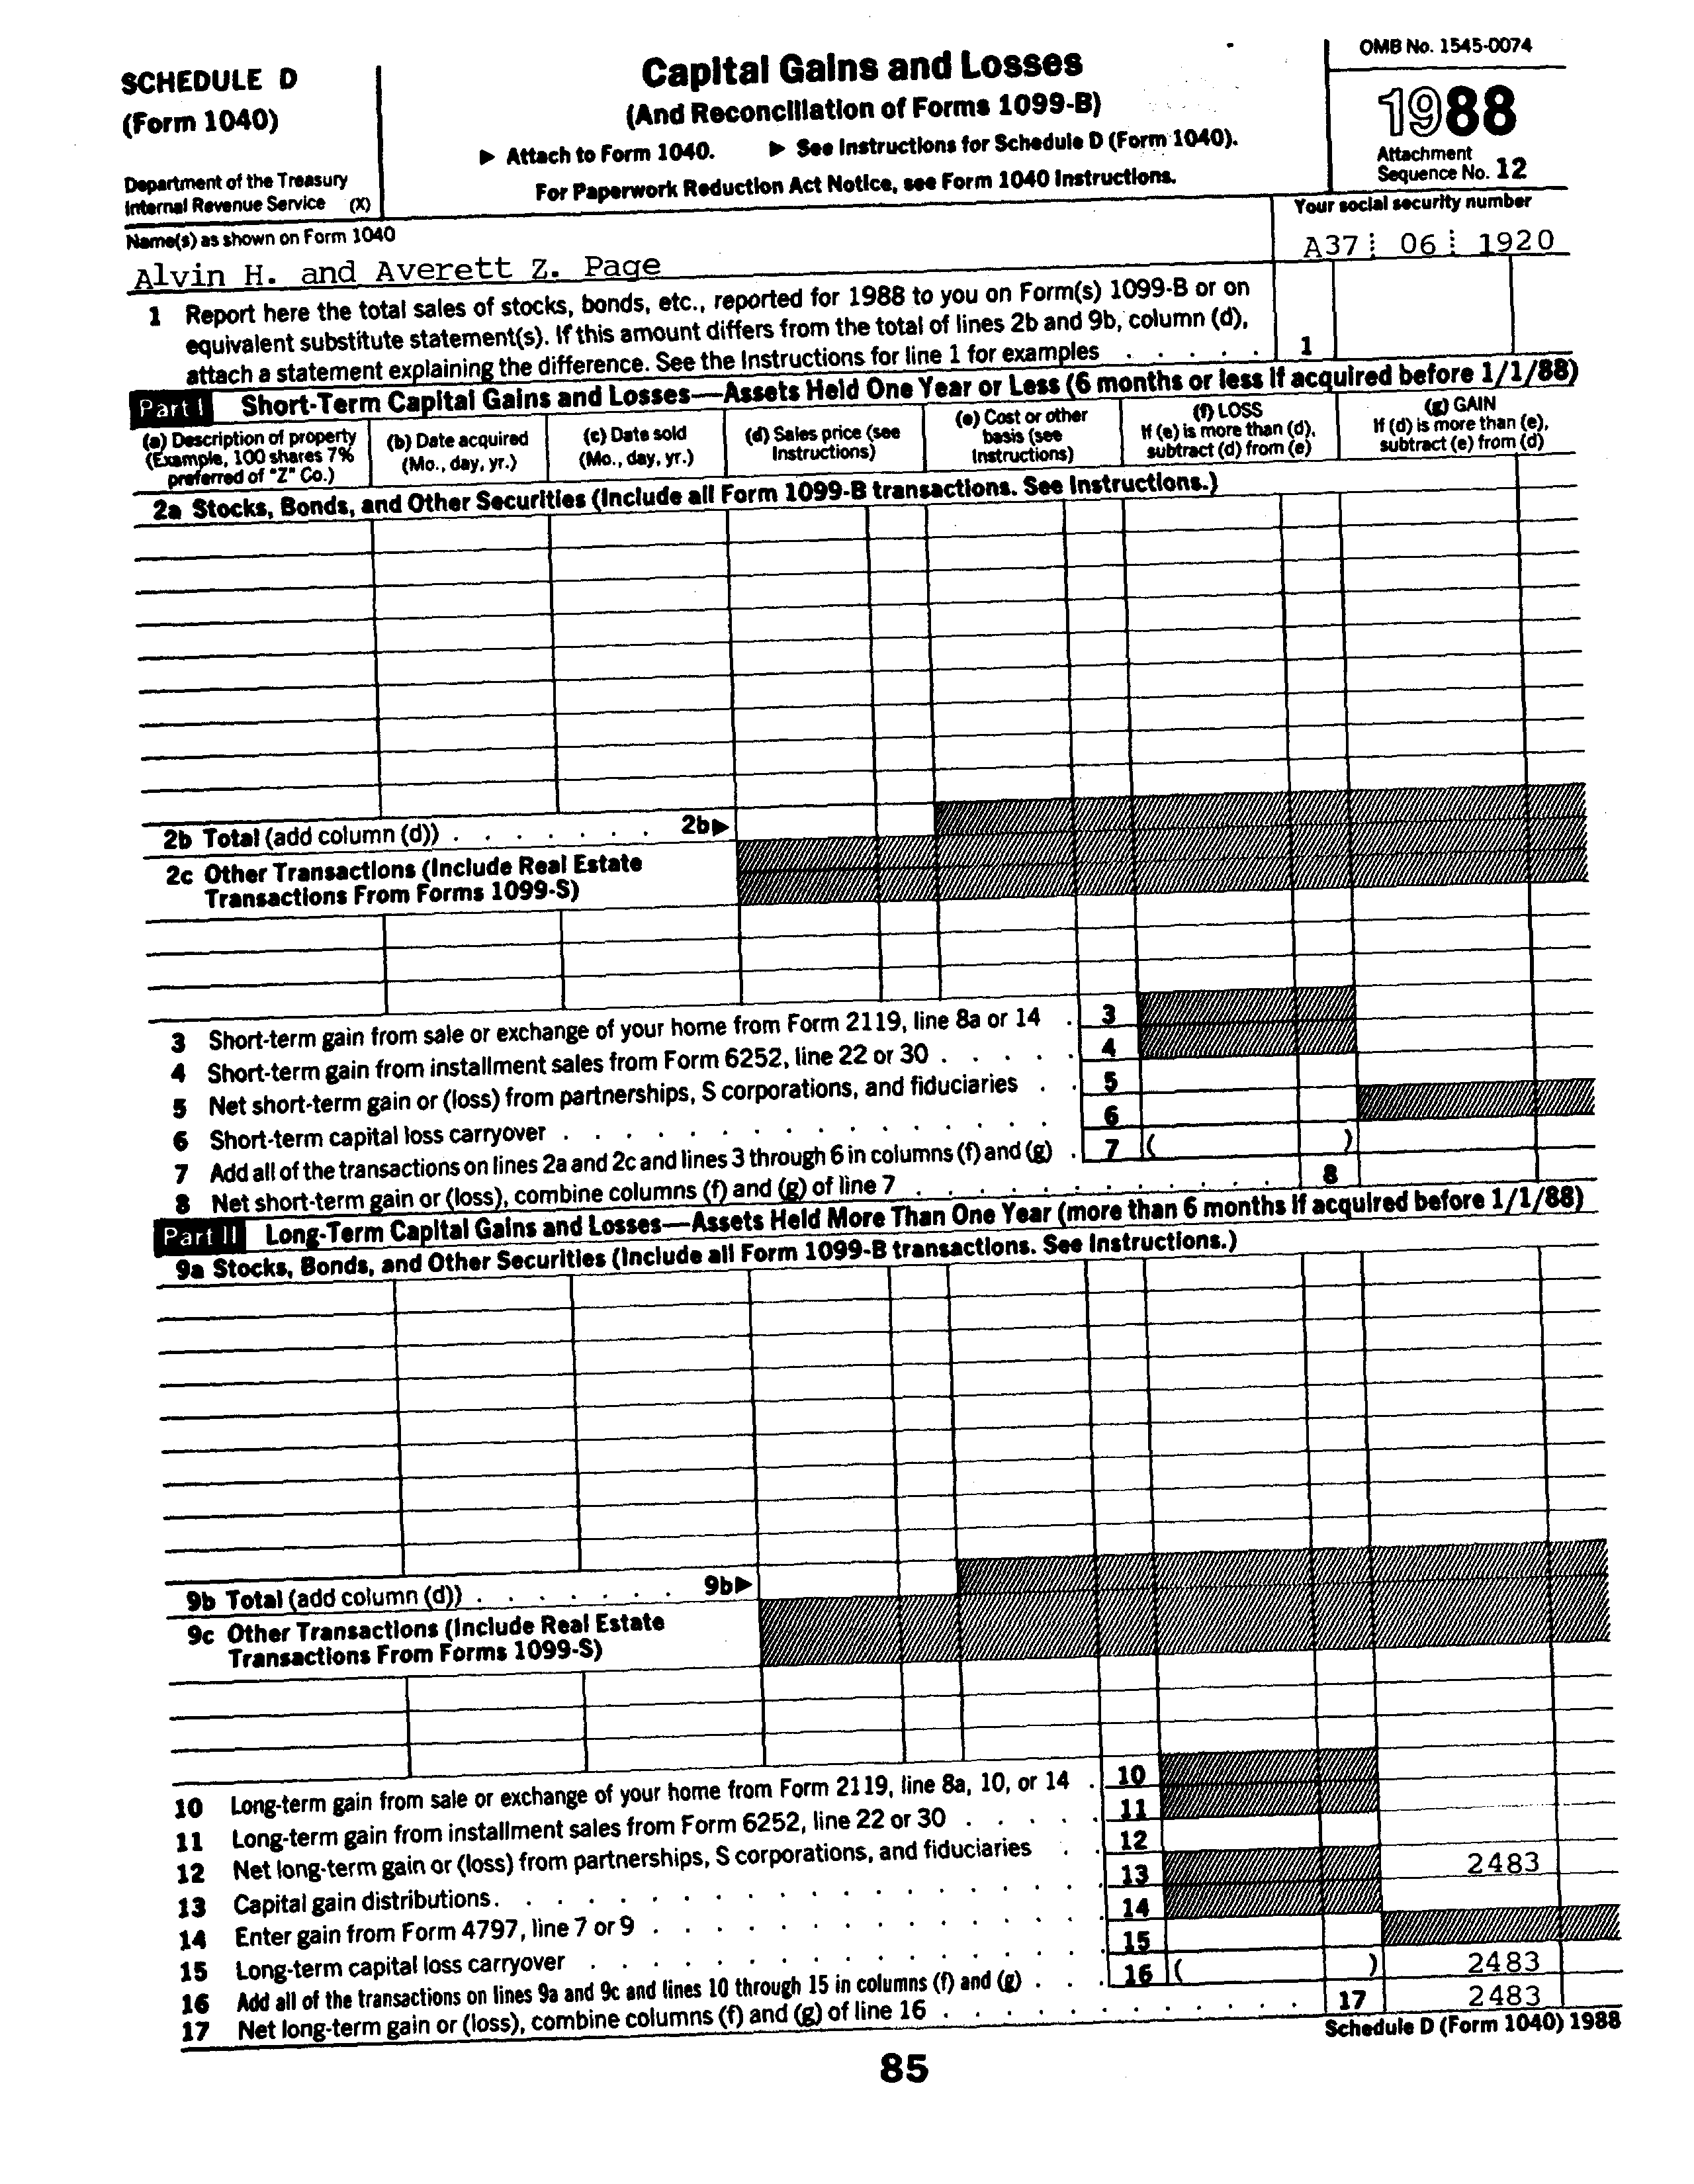 SCHEDULE D
(Form 1040)
Department of the Treasury
Internal Revenue Service (X)
Capital Gains and Losses
(And Reconciliation of Forms 1099-B)
▶ Attach to Form 1040. ▶ See Instructions for Schedule D (Form 1040).
For Paperwork Reduction Act Notice, see Form 1040 Instructions.
OMB No. 1545-0074
1988
Attachment
Sequence No. 12
Name(s) as shown on Form 1040
Alvin H. and Averett Z. Page
Your social security number
A37 06 1920
1 Report here the total sales of stocks, bonds, etc., reported for 1988 to you on Form(s) 1099-B or on
equivalent substitute statement(s). If this amount differs from the total of lines 2b and 9b, column (d),
attach a statement explaining the difference. See the Instructions for line 1 for examples . . . . . 1
Part I Short-Term Capital Gains and Losses—Assets Held One Year or Less (6 months or less if acquired before 1/1/88)
(a) Description of property
(Example, 100 shares 7%
preferred of "Z" Co.)
(b) Date acquired
(Mo., day, yr.)
(c) Date sold
(Mo., day, yr.)
(d) Sales price (see
Instructions)
(e) Cost or other
basis (see
Instructions)
(f) LOSS
If (e) is more than (d),
subtract (d) from (e)
(g) GAIN
If (d) is more than (e),
subtract (e) from (d)
2a Stocks, Bonds, and Other Securities (Include all Form 1099-B transactions. See Instructions.)
2b Total (add column (d)) . . . . . . . 2b▶
2c Other Transactions (Include Real Estate
Transactions From Forms 1099-S)
3 Short-term gain from sale or exchange of your home from Form 2119, line 8a or 14 . 3
4 Short-term gain from installment sales from Form 6252, line 22 or 30 . . . . . 4
5 Net short-term gain or (loss) from partnerships, S corporations, and fiduciaries . . 5
6 Short-term capital loss carryover . . . . . . . . . . . . . . . . 6
7 Add all of the transactions on lines 2a and 2c and lines 3 through 6 in columns (f) and (g) . 7 ( )
8 Net short-term gain or (loss), combine columns (f) and (g) of line 7 . . . . . . . . . . . . . 8
Part II Long-Term Capital Gains and Losses—Assets Held More Than One Year (more than 6 months if acquired before 1/1/88)
9a Stocks, Bonds, and Other Securities (Include all Form 1099-B transactions. See Instructions.)
9b Total (add column (d)) . . . . . . . 9b▶
9c Other Transactions (Include Real Estate
Transactions From Forms 1099-S)
10 Long-term gain from sale or exchange of your home from Form 2119, line 8a, 10, or 14 . 10
11 Long-term gain from installment sales from Form 6252, line 22 or 30 . . . . . 11
12 Net long-term gain or (loss) from partnerships, S corporations, and fiduciaries . . 12
13 Capital gain distributions . . . . . . . . . . . . . . . . . . . 13 2483
14 Enter gain from Form 4797, line 7 or 9 . . . . . . . . . . . . . . 14
15 Long-term capital loss carryover . . . . . . . . . . . . . . . . 15
16 Add all of the transactions on lines 9a and 9c and lines 10 through 15 in columns (f) and (g) . . . 16 ( ) 2483
17 Net long-term gain or (loss), combine columns (f) and (g) of line 16 . . . . . . . . . . . . 17 2483
Schedule D (Form 1040) 1988
85